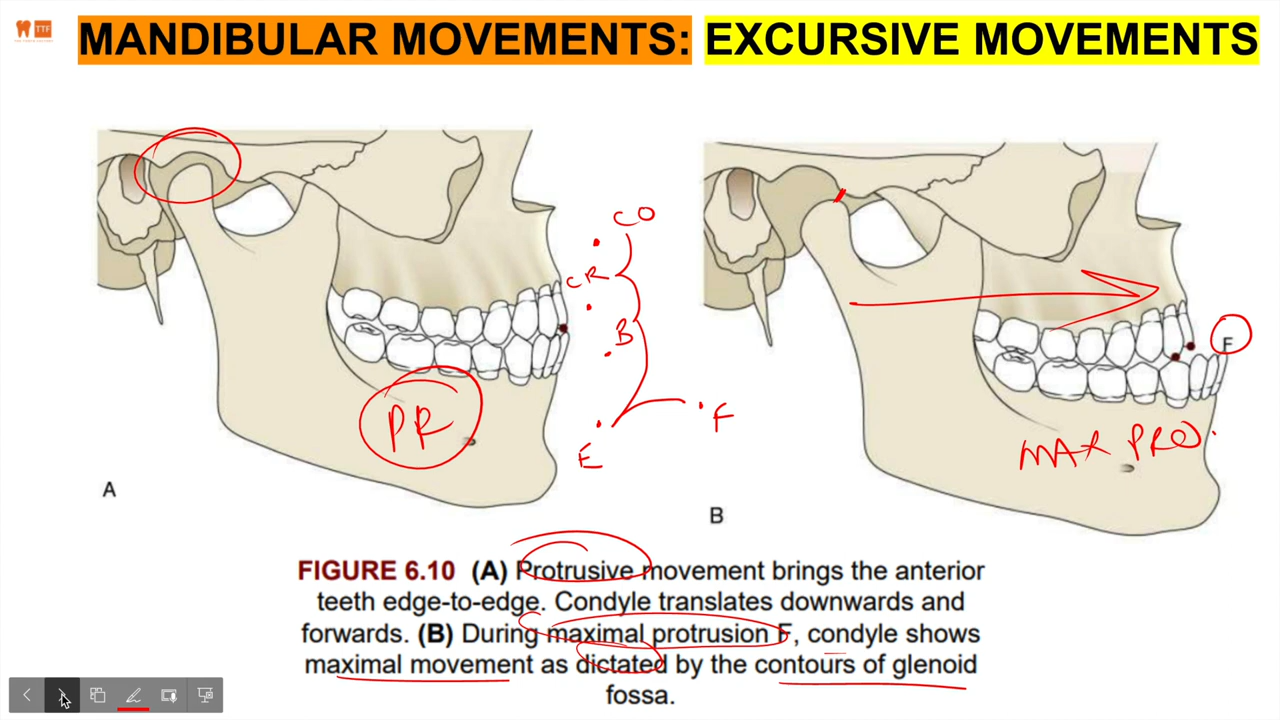 TTF
MANDIBULAR MOVEMENTS: EXCURSIVE MOVEMENTS
CO
CR
B
F
E
PR
F
MAX PRO.
A
B
FIGURE 6.10 (A) Protrusive movement brings the anterior
teeth edge-to-edge. Condyle translates downwards and
forwards. (B) During maximal protrusion F, condyle shows
maximal movement as dictated by the contours of glenoid
fossa.